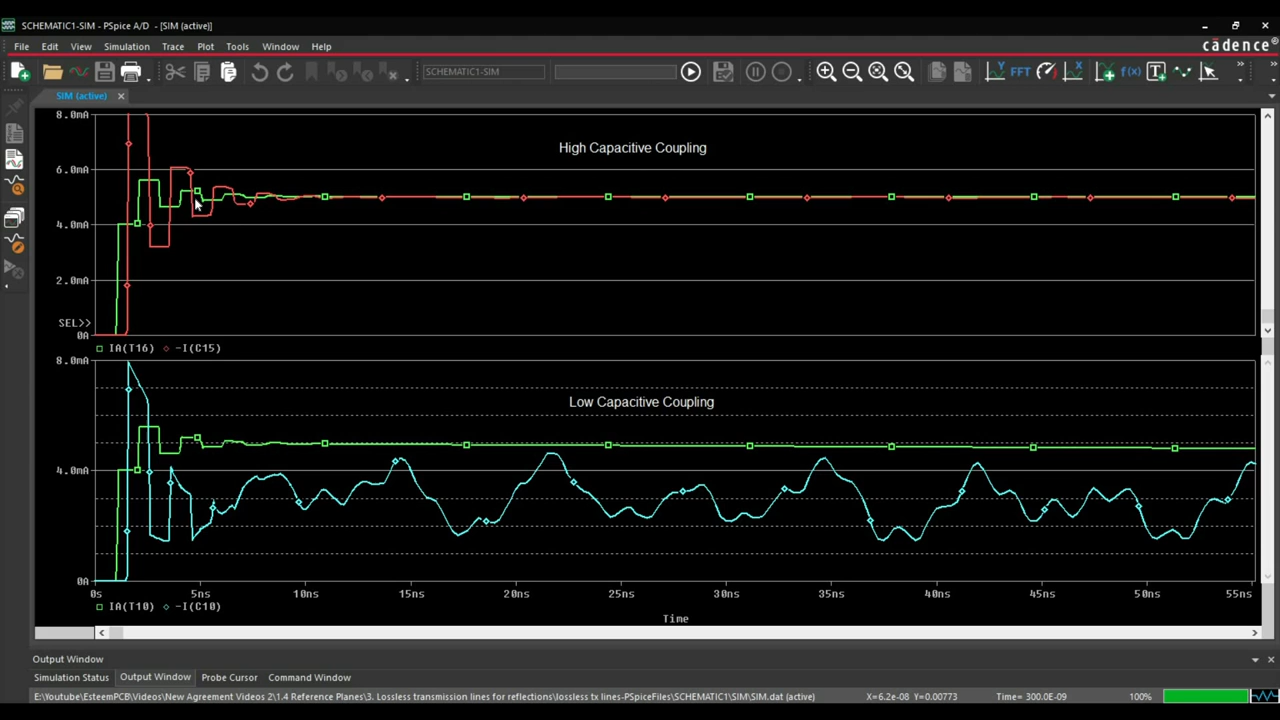 SCHEMATIC1-SIM - PSpice A/D - [SIM (active)]
File Edit View Simulation Trace Plot Tools Window Help
cādence®
SCHEMATIC1-SIM
FFT
f(x)
SIM (active)
8.0mA
High Capacitive Coupling
6.0mA
4.0mA
2.0mA
SEL>>
0A
IA(T16) -I(C15)
8.0mA
Low Capacitive Coupling
4.0mA
0A
0s 5ns 10ns 15ns 20ns 25ns 30ns 35ns 40ns 45ns 50ns 55ns
IA(T10) -I(C10)
Time
Output Window
Simulation Status Output Window Probe Cursor Command Window
E:\Youtube\EsteemPCB\Videos\New Agreement Videos 2\1.4 Reference Planes\3. Lossless transmission lines for reflections\lossless tx lines-PSpiceFiles\SCHEMATIC1\SIM\SIM.dat (active) X=6.2e-08 Y=0.00773 Time= 300.0E-09 100%